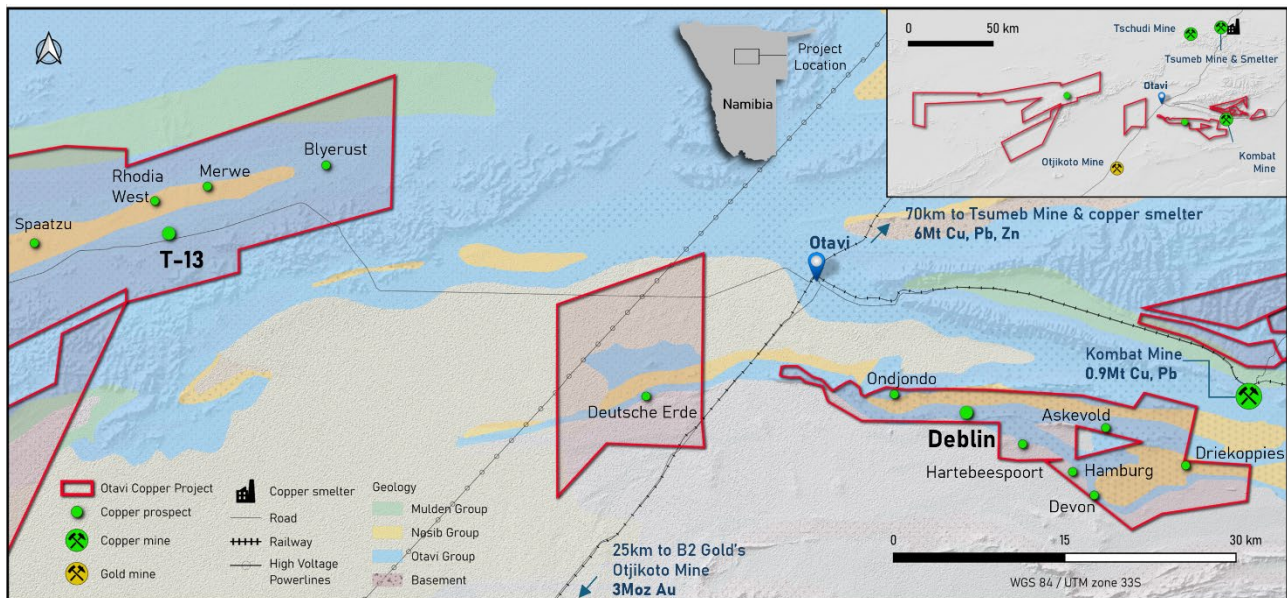 Project
Location
Namibia
0
50 km
Tschudi Mine
Tsumeb Mine & Smelter
Otavi
Otjikoto Mine
Kombat
Mine
Blyerust
Merwe
Rhodia
West
Spaatzu
T-13
70km to Tsumeb Mine & copper smelter
6Mt Cu, Pb, Zn
Otavi
Kombat Mine
0.9Mt Cu, Pb
Ondjondo
Deutsche Erde
Askevold
Deblin
Driekoppies
Hartebeespoort
Hamburg
Devon
Otavi Copper Project
Copper prospect
Copper mine
Gold mine
Copper smelter
Road
Railway
High Voltage
Powerlines
Geology
Mulden Group
Nosib Group
Otavi Group
Basement
25km to B2 Gold's
Otjikoto Mine
3Moz Au
0
15
30 km
WGS 84 / UTM zone 33S